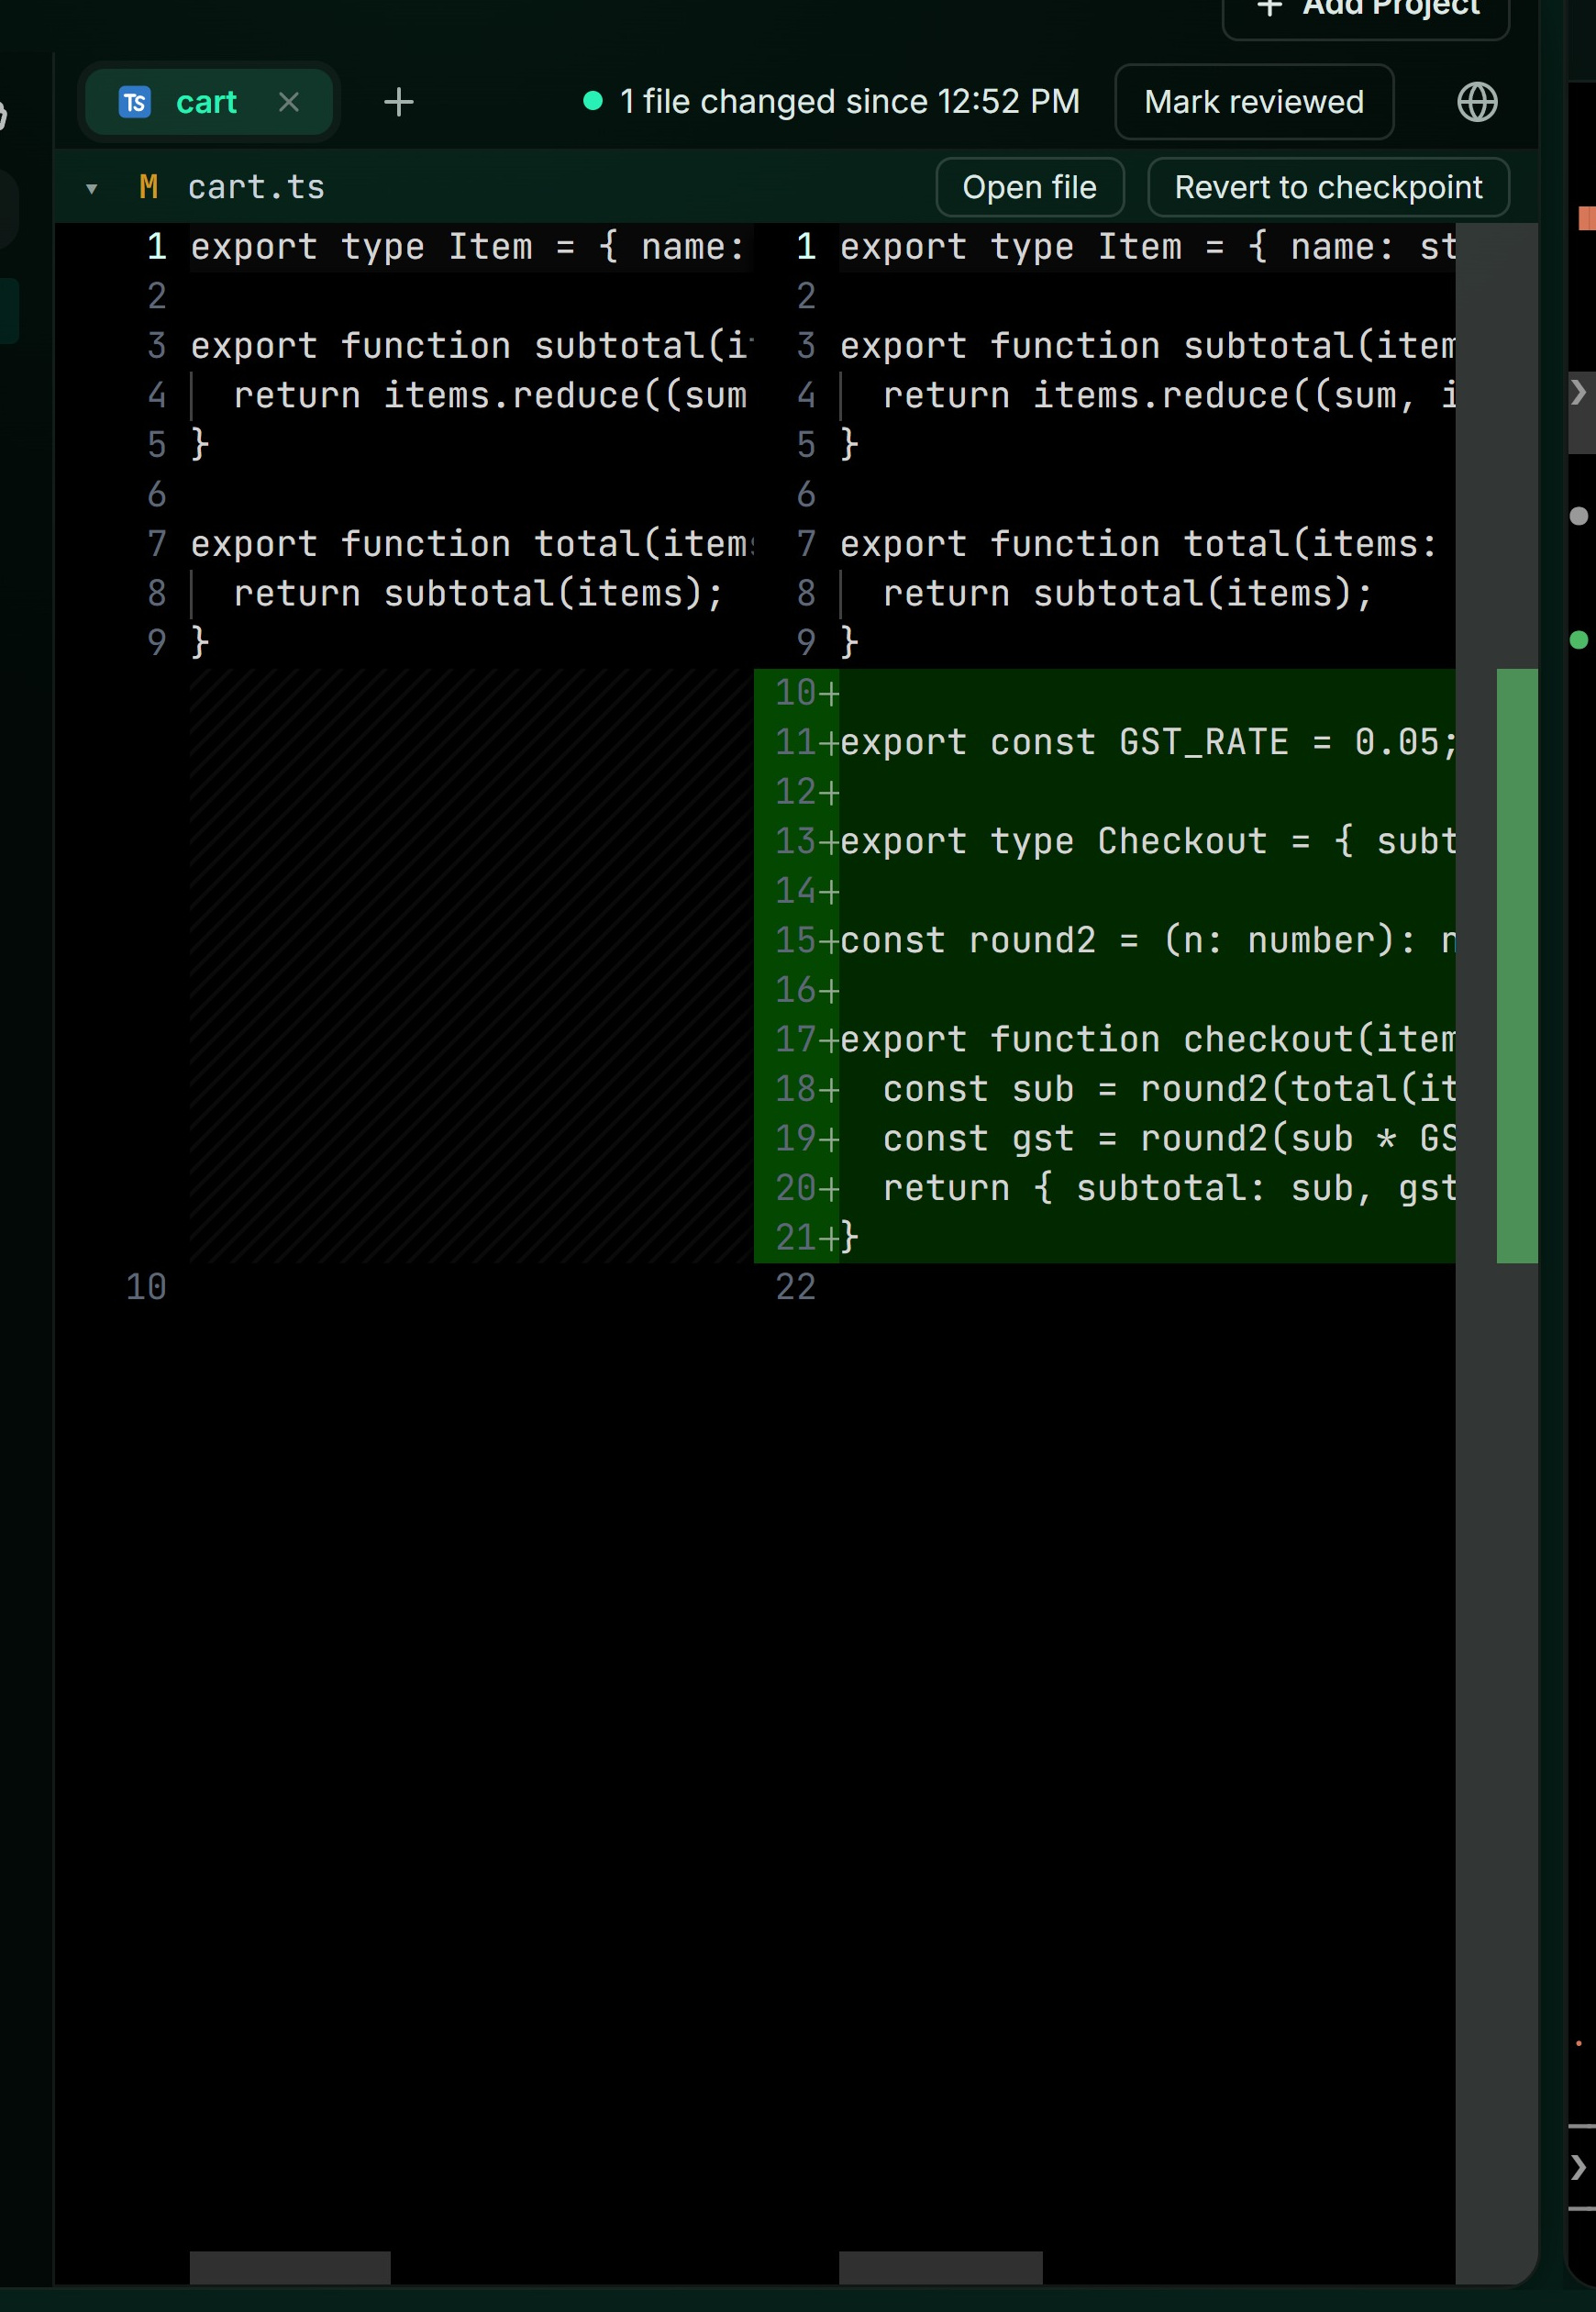 + Add Project
TS cart × +
1 file changed since 12:52 PM
Mark reviewed
M cart.ts
Open file
Revert to checkpoint
1 export type Item = { name:
2
3 export function subtotal(it
4   return items.reduce((sum
5 }
6
7 export function total(items
8   return subtotal(items);
9 }
10
1 export type Item = { name: st
2
3 export function subtotal(item
4   return items.reduce((sum, i
5 }
6
7 export function total(items:
8   return subtotal(items);
9 }
10+
11+export const GST_RATE = 0.05;
12+
13+export type Checkout = { subt
14+
15+const round2 = (n: number): n
16+
17+export function checkout(item
18+  const sub = round2(total(it
19+  const gst = round2(sub * GS
20+  return { subtotal: sub, gst
21+}
22